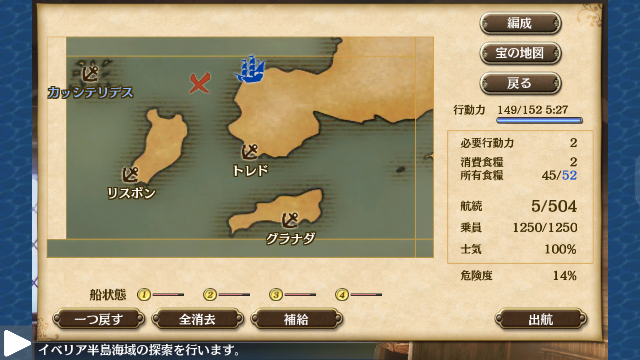 編成
宝の地図
戻る
行動力 149/152 5:27
カッシテリデス
リスボン
トレド
グラナダ
必要行動力 2
消費食糧 2
所有食糧 45/52
航続 5/504
乗員 1250/1250
士気 100%
危険度 14%
船状態 1 2 3 4
一つ戻す 全消去 補給 出航
イベリア半島海域の探索を行います。